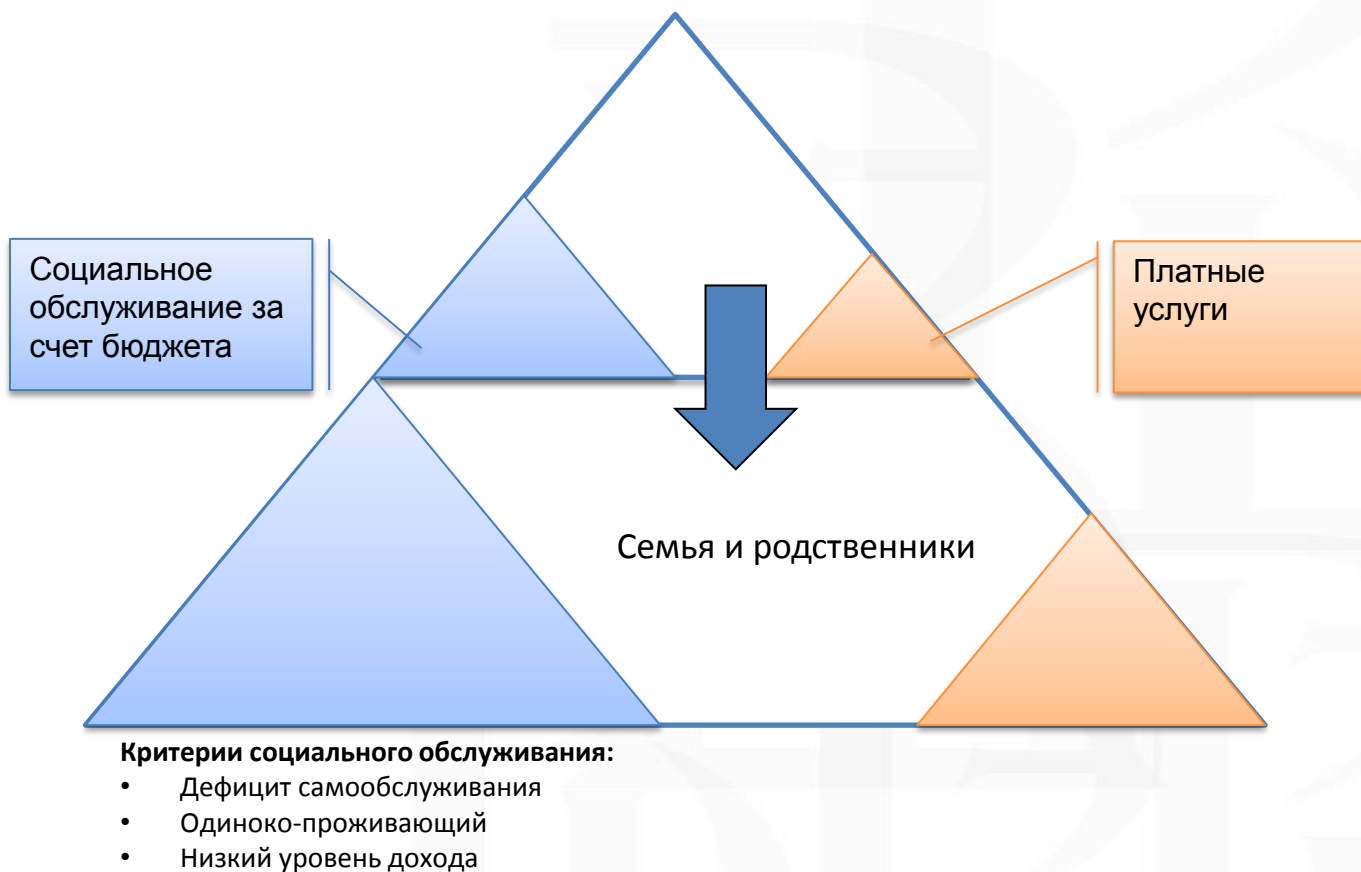 Социальное
обслуживание за
счет бюджета
Платные
услуги
Семья и родственники
Критерии социального обслуживания:
• Дефицит самообслуживания
• Одиноко-проживающий
• Низкий уровень дохода